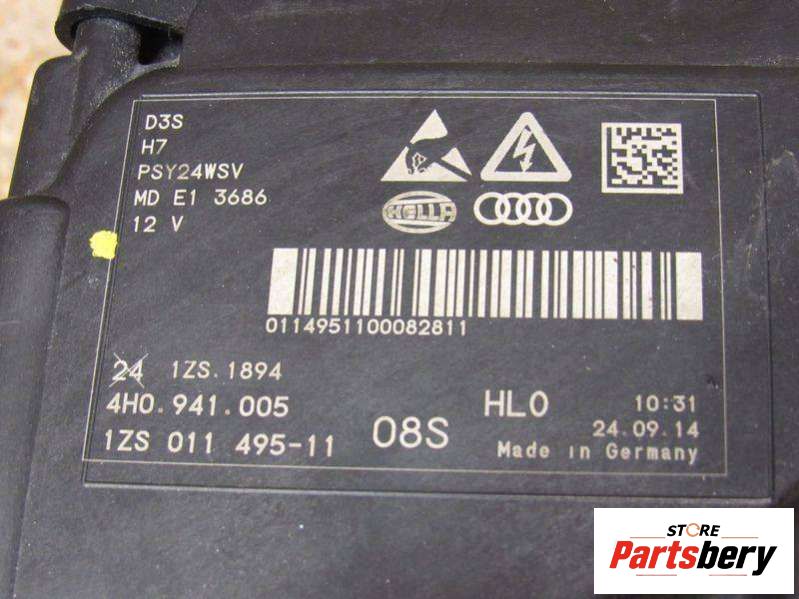 D3S
H7
PSY24WSV
MD E1 3686
12 V
HELLA
0114951100082811
24 1ZS.1894
4H0.941.005
1ZS 011 495-11
08S
HL0
10:31
24.09.14
Made in Germany
STORE
Partsbery